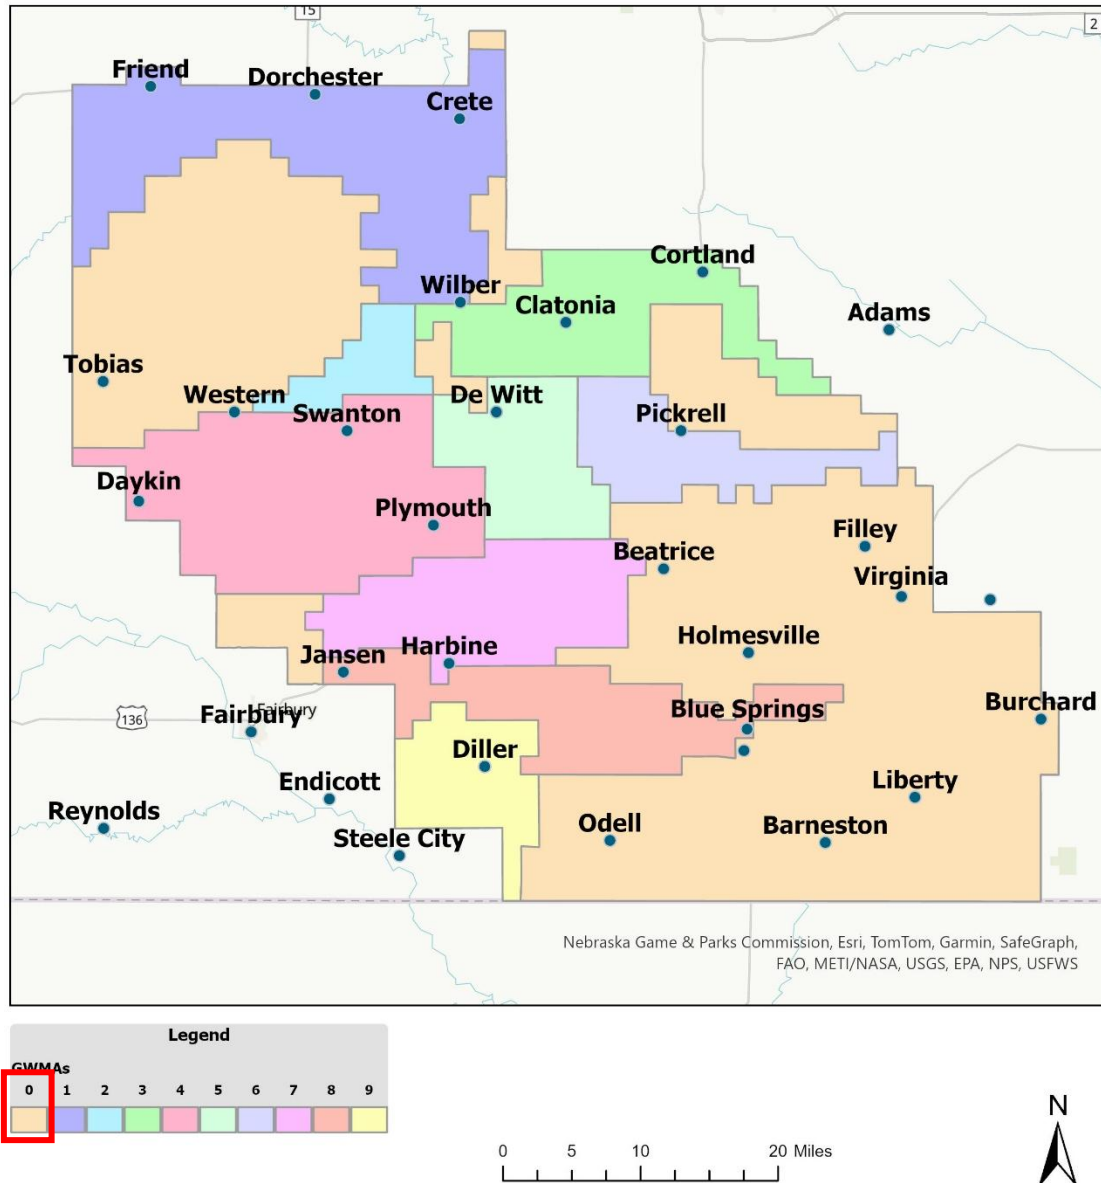 15
2
Friend
Dorchester
Crete
Cortland
Wilber
Clatonia
Adams
Tobias
Western
De Witt
Swanton
Pickrell
Daykin
Plymouth
Filley
Beatrice
Virginia
Holmesville
Harbine
Jansen
136
Fairbury
Fairbury
Blue Springs
Burchard
Diller
Endicott
Liberty
Reynolds
Odell
Barneston
Steele City
Nebraska Game & Parks Commission, Esri, TomTom, Garmin, SafeGraph,
FAO, METI/NASA, USGS, EPA, NPS, USFWS
Legend
GWMAs
0 1 2 3 4 5 6 7 8 9
N
0 5 10 20 Miles